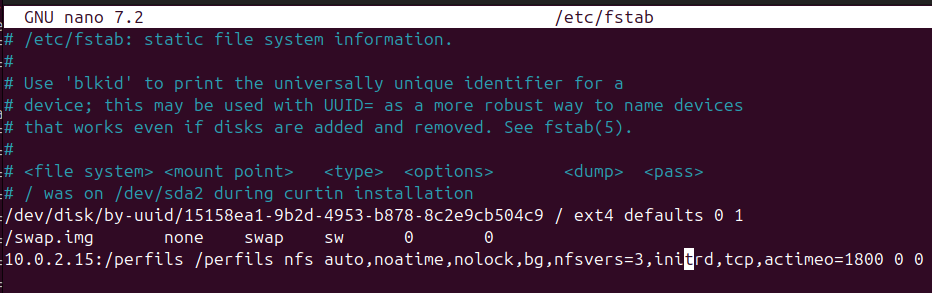 GNU nano 7.2 /etc/fstab
# /etc/fstab: static file system information.
#
# Use 'blkid' to print the universally unique identifier for a
# device; this may be used with UUID= as a more robust way to name devices
# that works even if disks are added and removed. See fstab(5).
#
# <file system> <mount point>   <type>  <options>       <dump>  <pass>
# / was on /dev/sda2 during curtin installation
/dev/disk/by-uuid/15158ea1-9b2d-4953-b878-8c2e9cb504c9 / ext4 defaults 0 1
/swap.img       none    swap    sw      0       0
10.0.2.15:/perfils /perfils nfs auto,noatime,nolock,bg,nfsvers=3,initrd,tcp,actimeo=1800 0 0